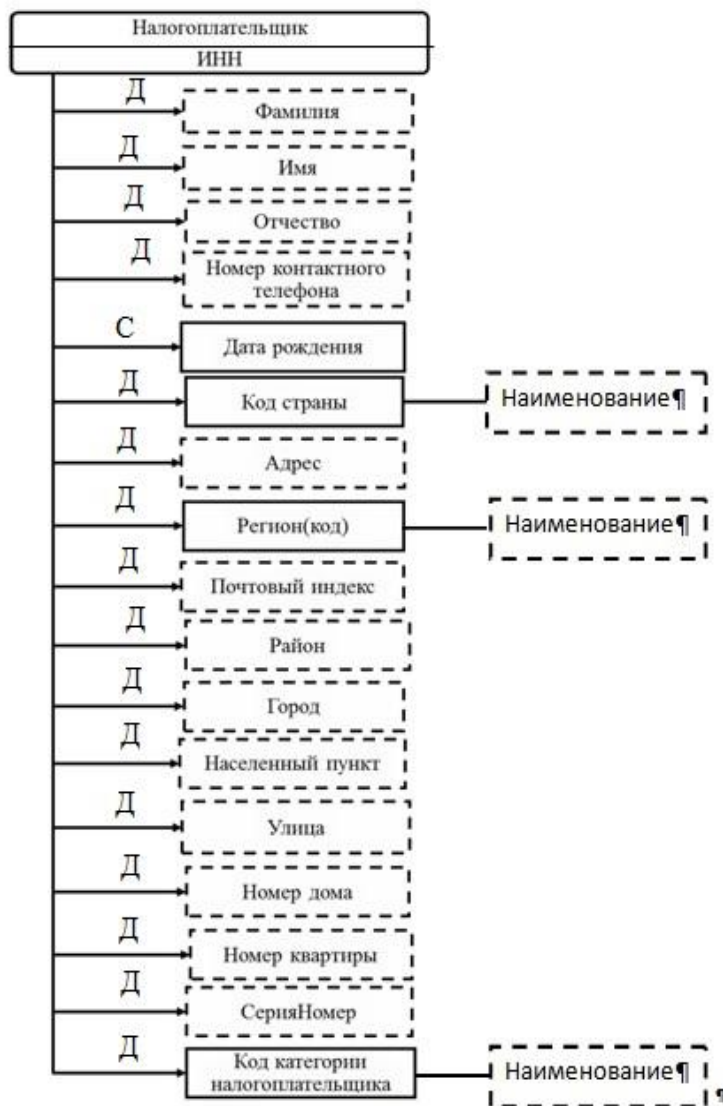 Налогоплательщик
ИНН
Д
Фамилия
Д
Имя
Д
Отчество
Д
Номер контактного
телефона
С
Дата рождения
Д
Код страны
Наименование¶
Д
Адрес
Д
Регион(код)
Наименование¶
Д
Почтовый индекс
Д
Район
Д
Город
Д
Населенный пункт
Д
Улица
Д
Номер дома
Д
Номер квартиры
Д
СерияНомер
Д
Код категории
налогоплательщика
Наименование¶
¶